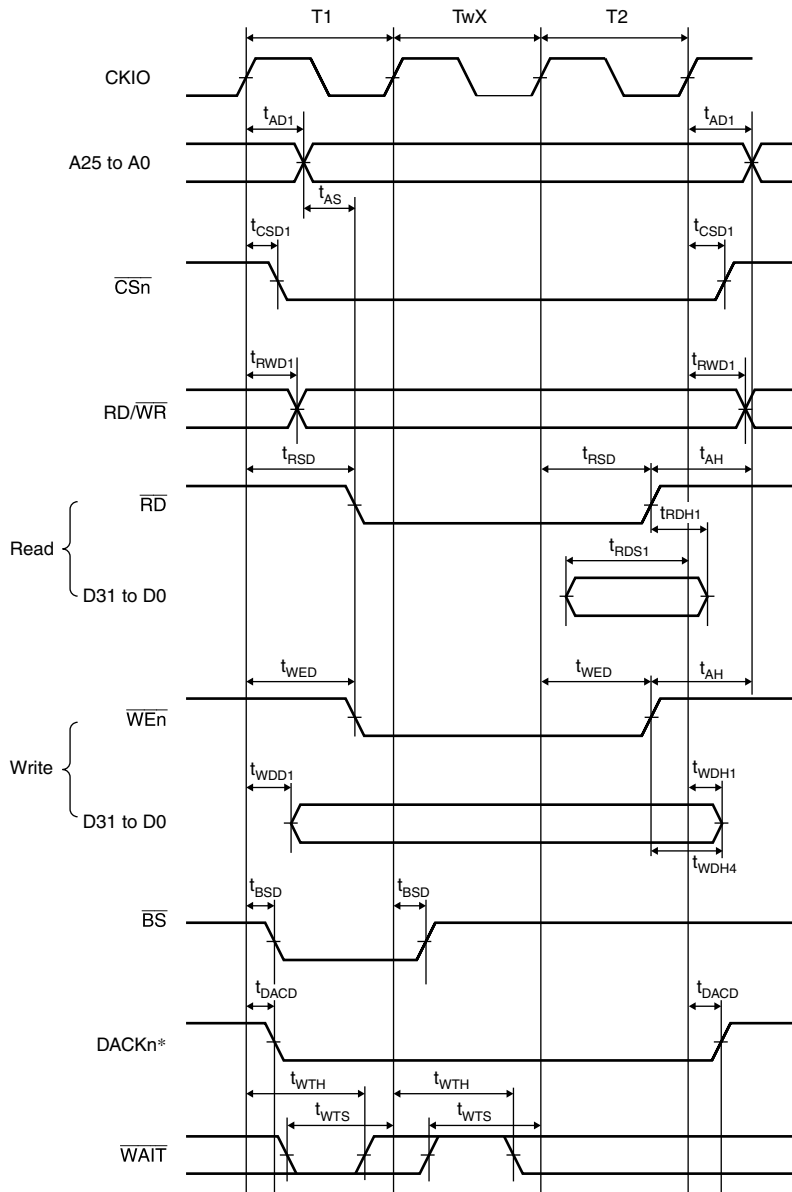 T1 TwX T2
CKIO
tAD1 tAD1
A25 to A0
tAS
tCSD1 tCSD1
CSn
tRWD1 tRWD1
RD/WR
tRSD tRSD tAH
RD
tRDH1
Read
tRDS1
D31 to D0
tWED tWED tAH
WEn
Write
tWDD1 tWDH1
D31 to D0
tWDH4
tBSD tBSD
BS
tDACD tDACD
DACKn*
tWTH tWTH
tWTS tWTS
WAIT